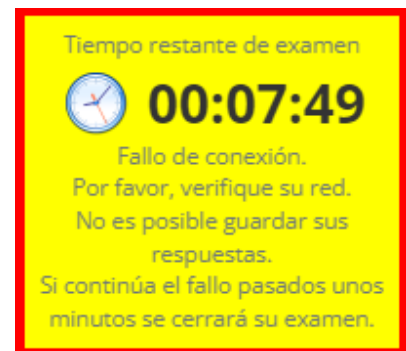 Tiempo restante de examen
00:07:49
Fallo de conexión.
Por favor, verifique su red.
No es posible guardar sus
respuestas.
Si continúa el fallo pasados unos
minutos se cerrará su examen.